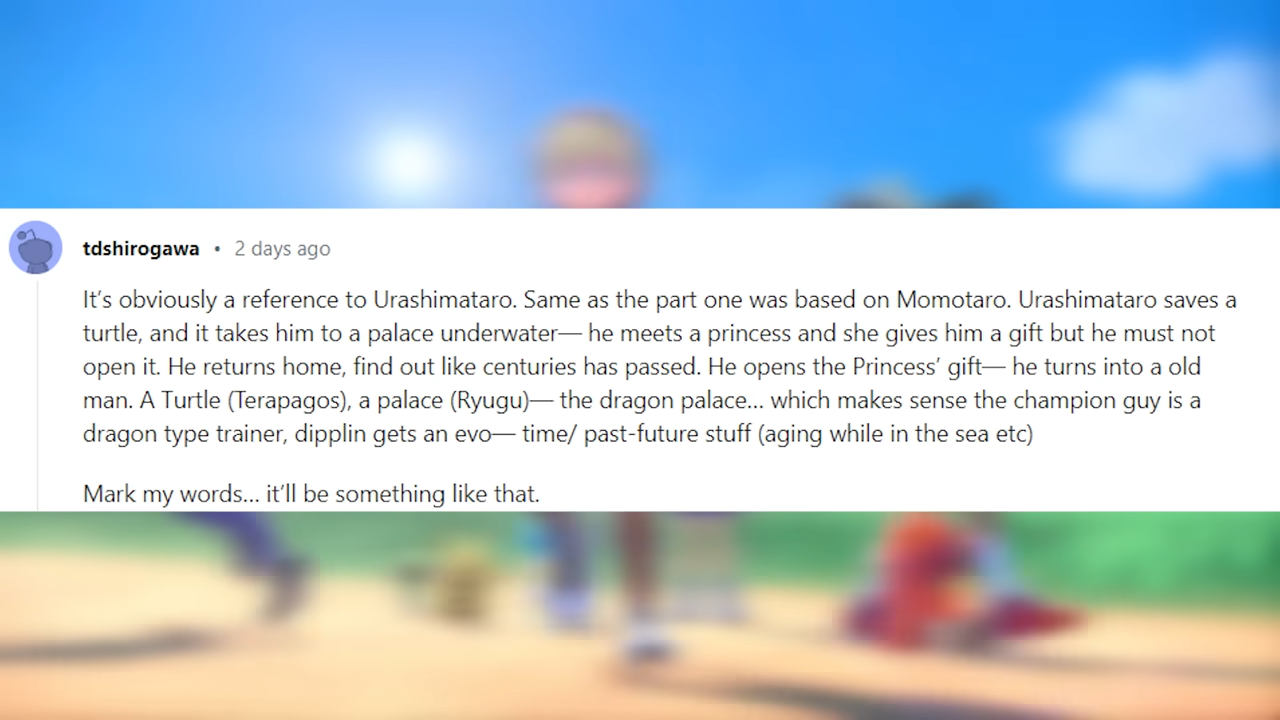 tdshirogawa • 2 days ago
It’s obviously a reference to Urashimataro. Same as the part one was based on Momotaro. Urashimataro saves a
turtle, and it takes him to a palace underwater— he meets a princess and she gives him a gift but he must not
open it. He returns home, find out like centuries has passed. He opens the Princess’ gift— he turns into a old
man. A Turtle (Terapagos), a palace (Ryugu)— the dragon palace... which makes sense the champion guy is a
dragon type trainer, dipplin gets an evo— time/ past-future stuff (aging while in the sea etc)
Mark my words... it’ll be something like that.